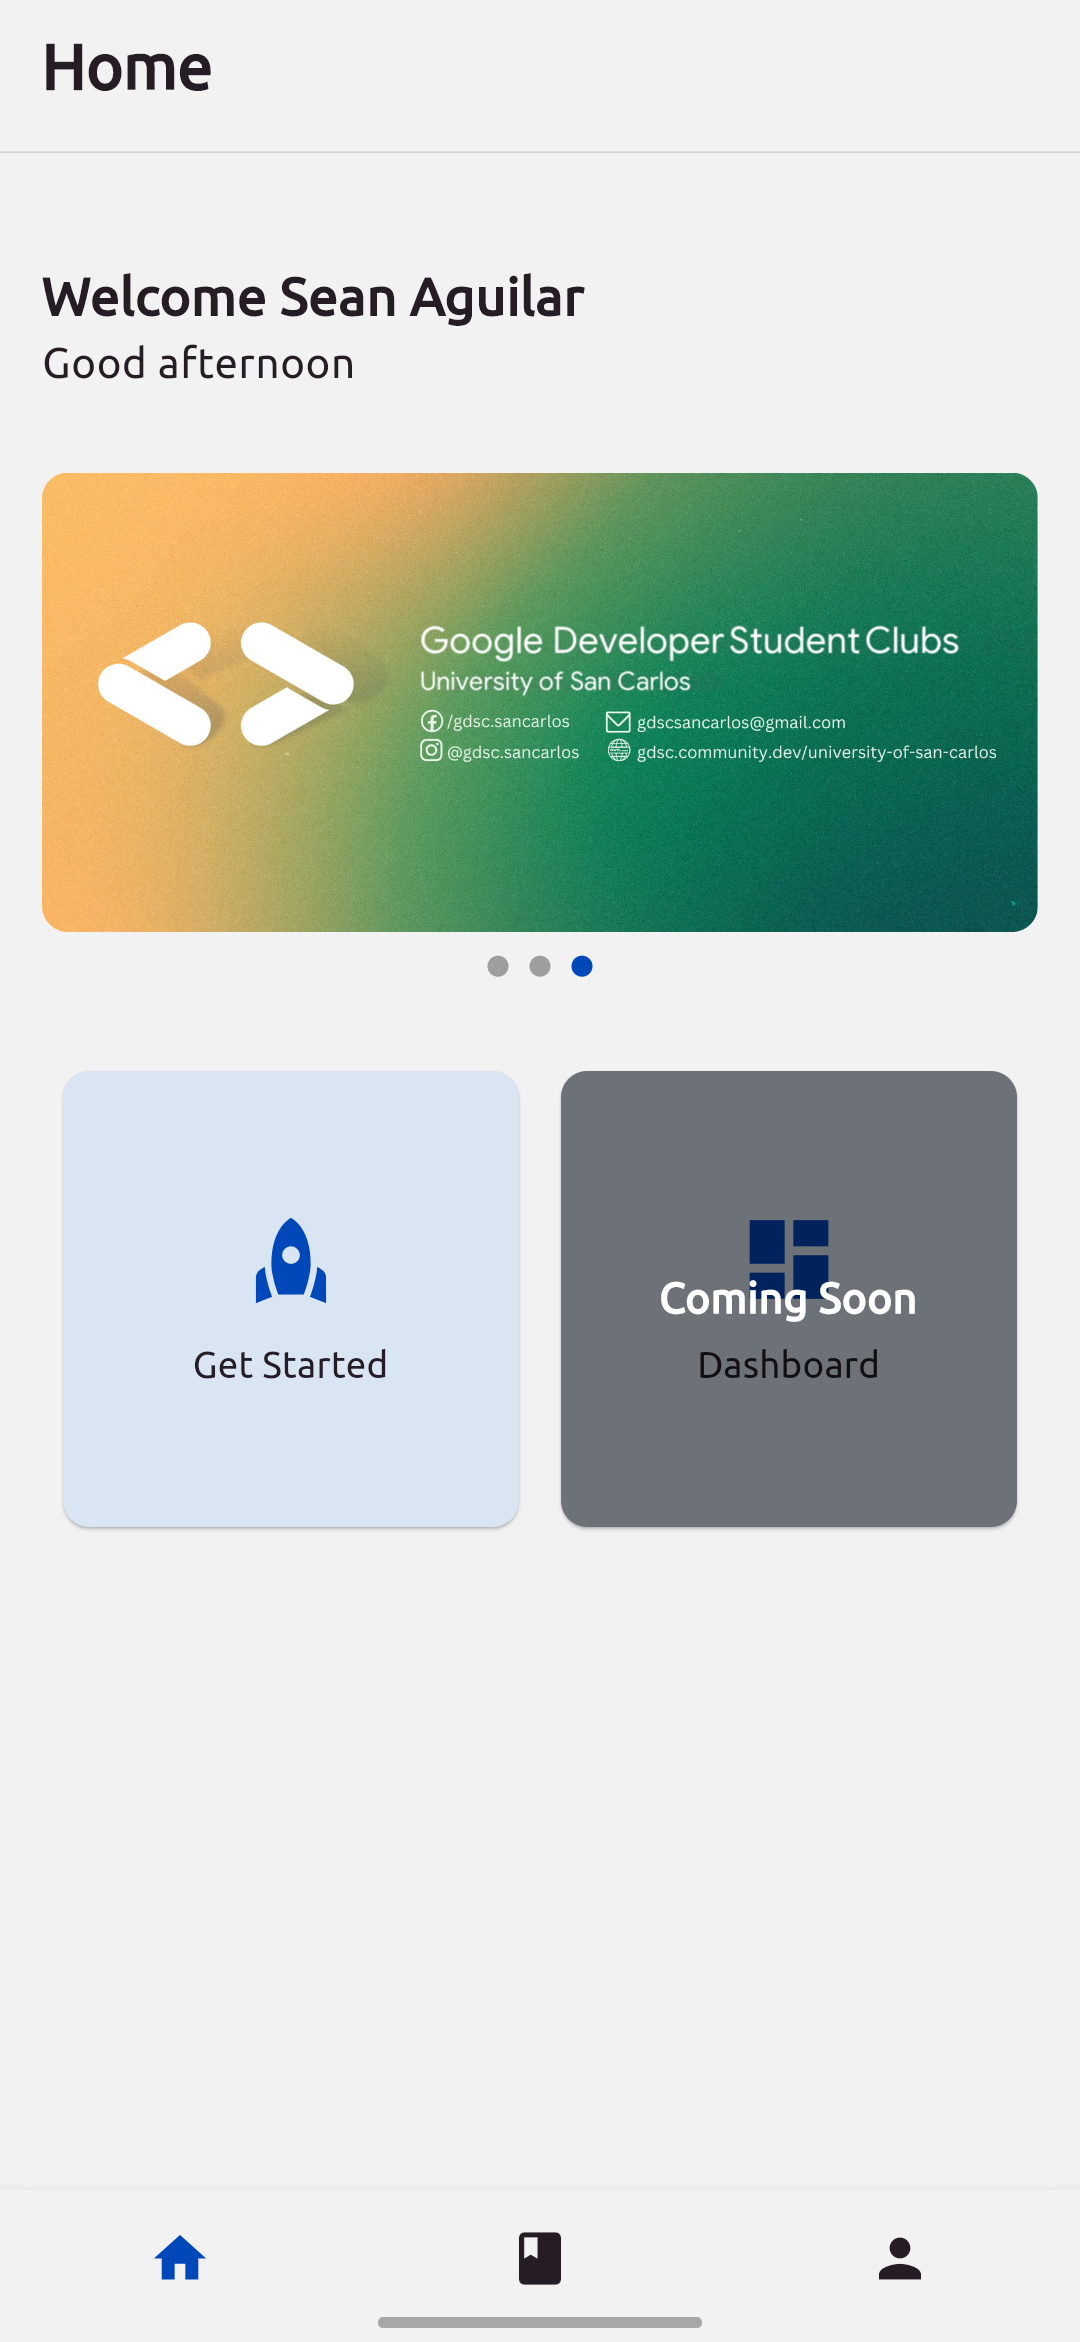 Home
Welcome Sean Aguilar
Good afternoon
Google Developer Student Clubs
University of San Carlos
/gdsc.sancarlos
gdscsancarlos@gmail.com
@gdsc.sancarlos
gdsc.community.dev/university-of-san-carlos
Get Started
Coming Soon
Dashboard